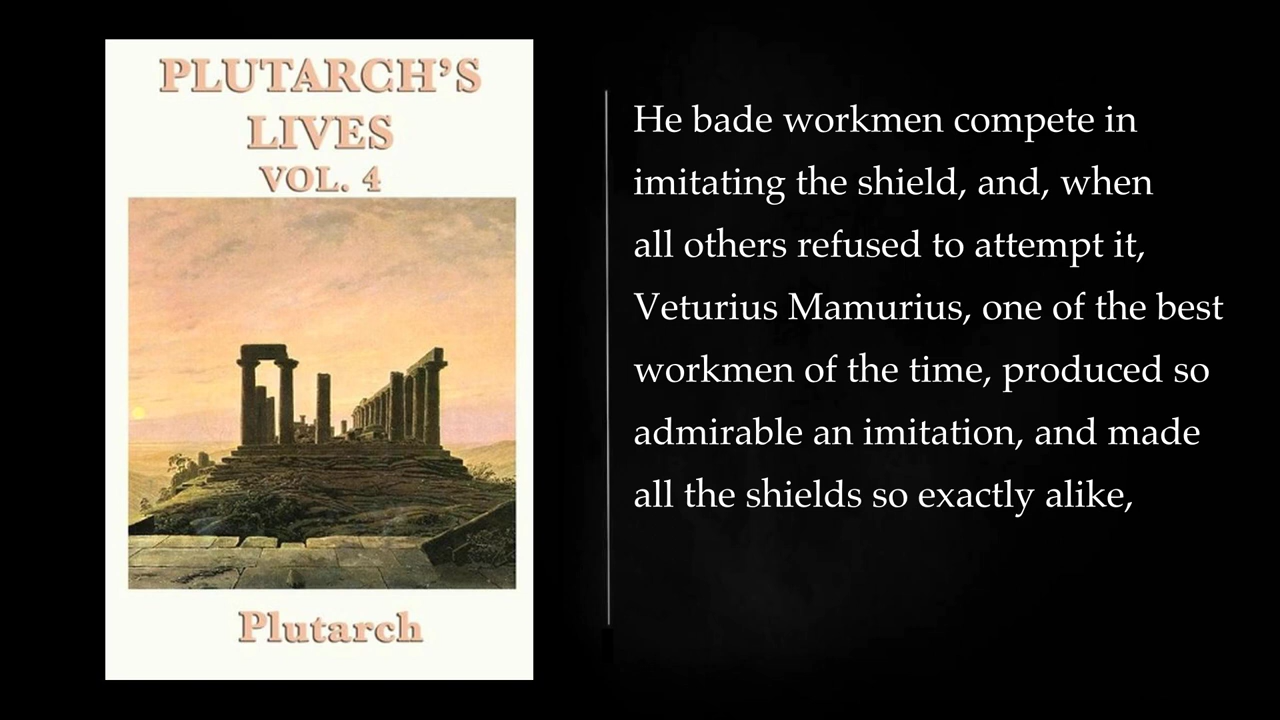 PLUTARCH'S
LIVES
VOL. 4
Plutarch
He bade workmen compete in
imitating the shield, and, when
all others refused to attempt it,
Veturius Mamurius, one of the best
workmen of the time, produced so
admirable an imitation, and made
all the shields so exactly alike,